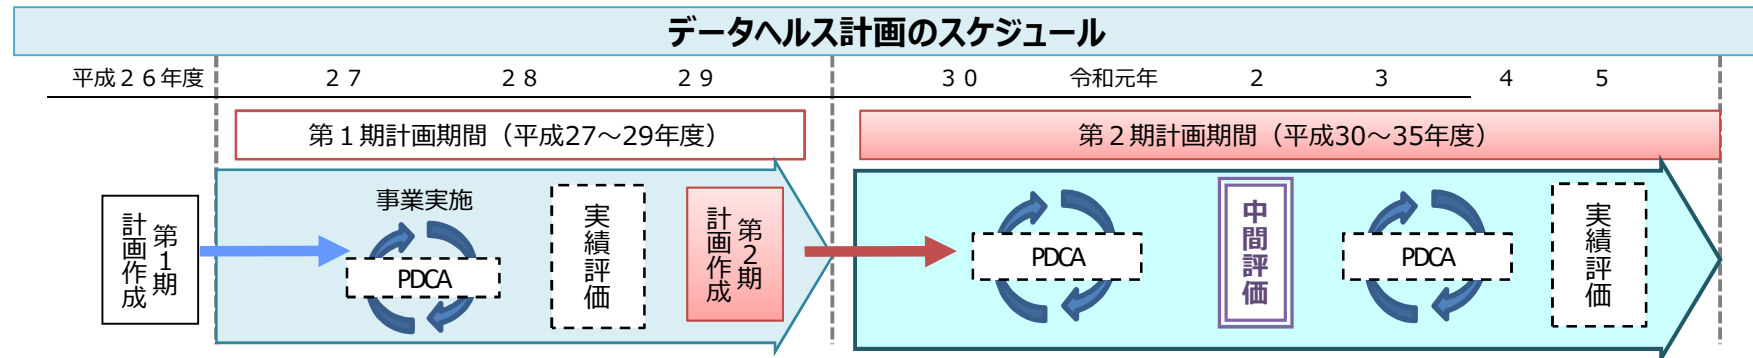 データヘルス計画のスケジュール
平成２６年度 ２７ ２８ ２９ ３０ 令和元年 ２ ３ ４ ５
第１期計画期間（平成27～29年度）
第２期計画期間（平成30～35年度）
第１期
計画作成
事業実施
PDCA
実績評価
第２期
計画作成
PDCA
中間評価
PDCA
実績評価